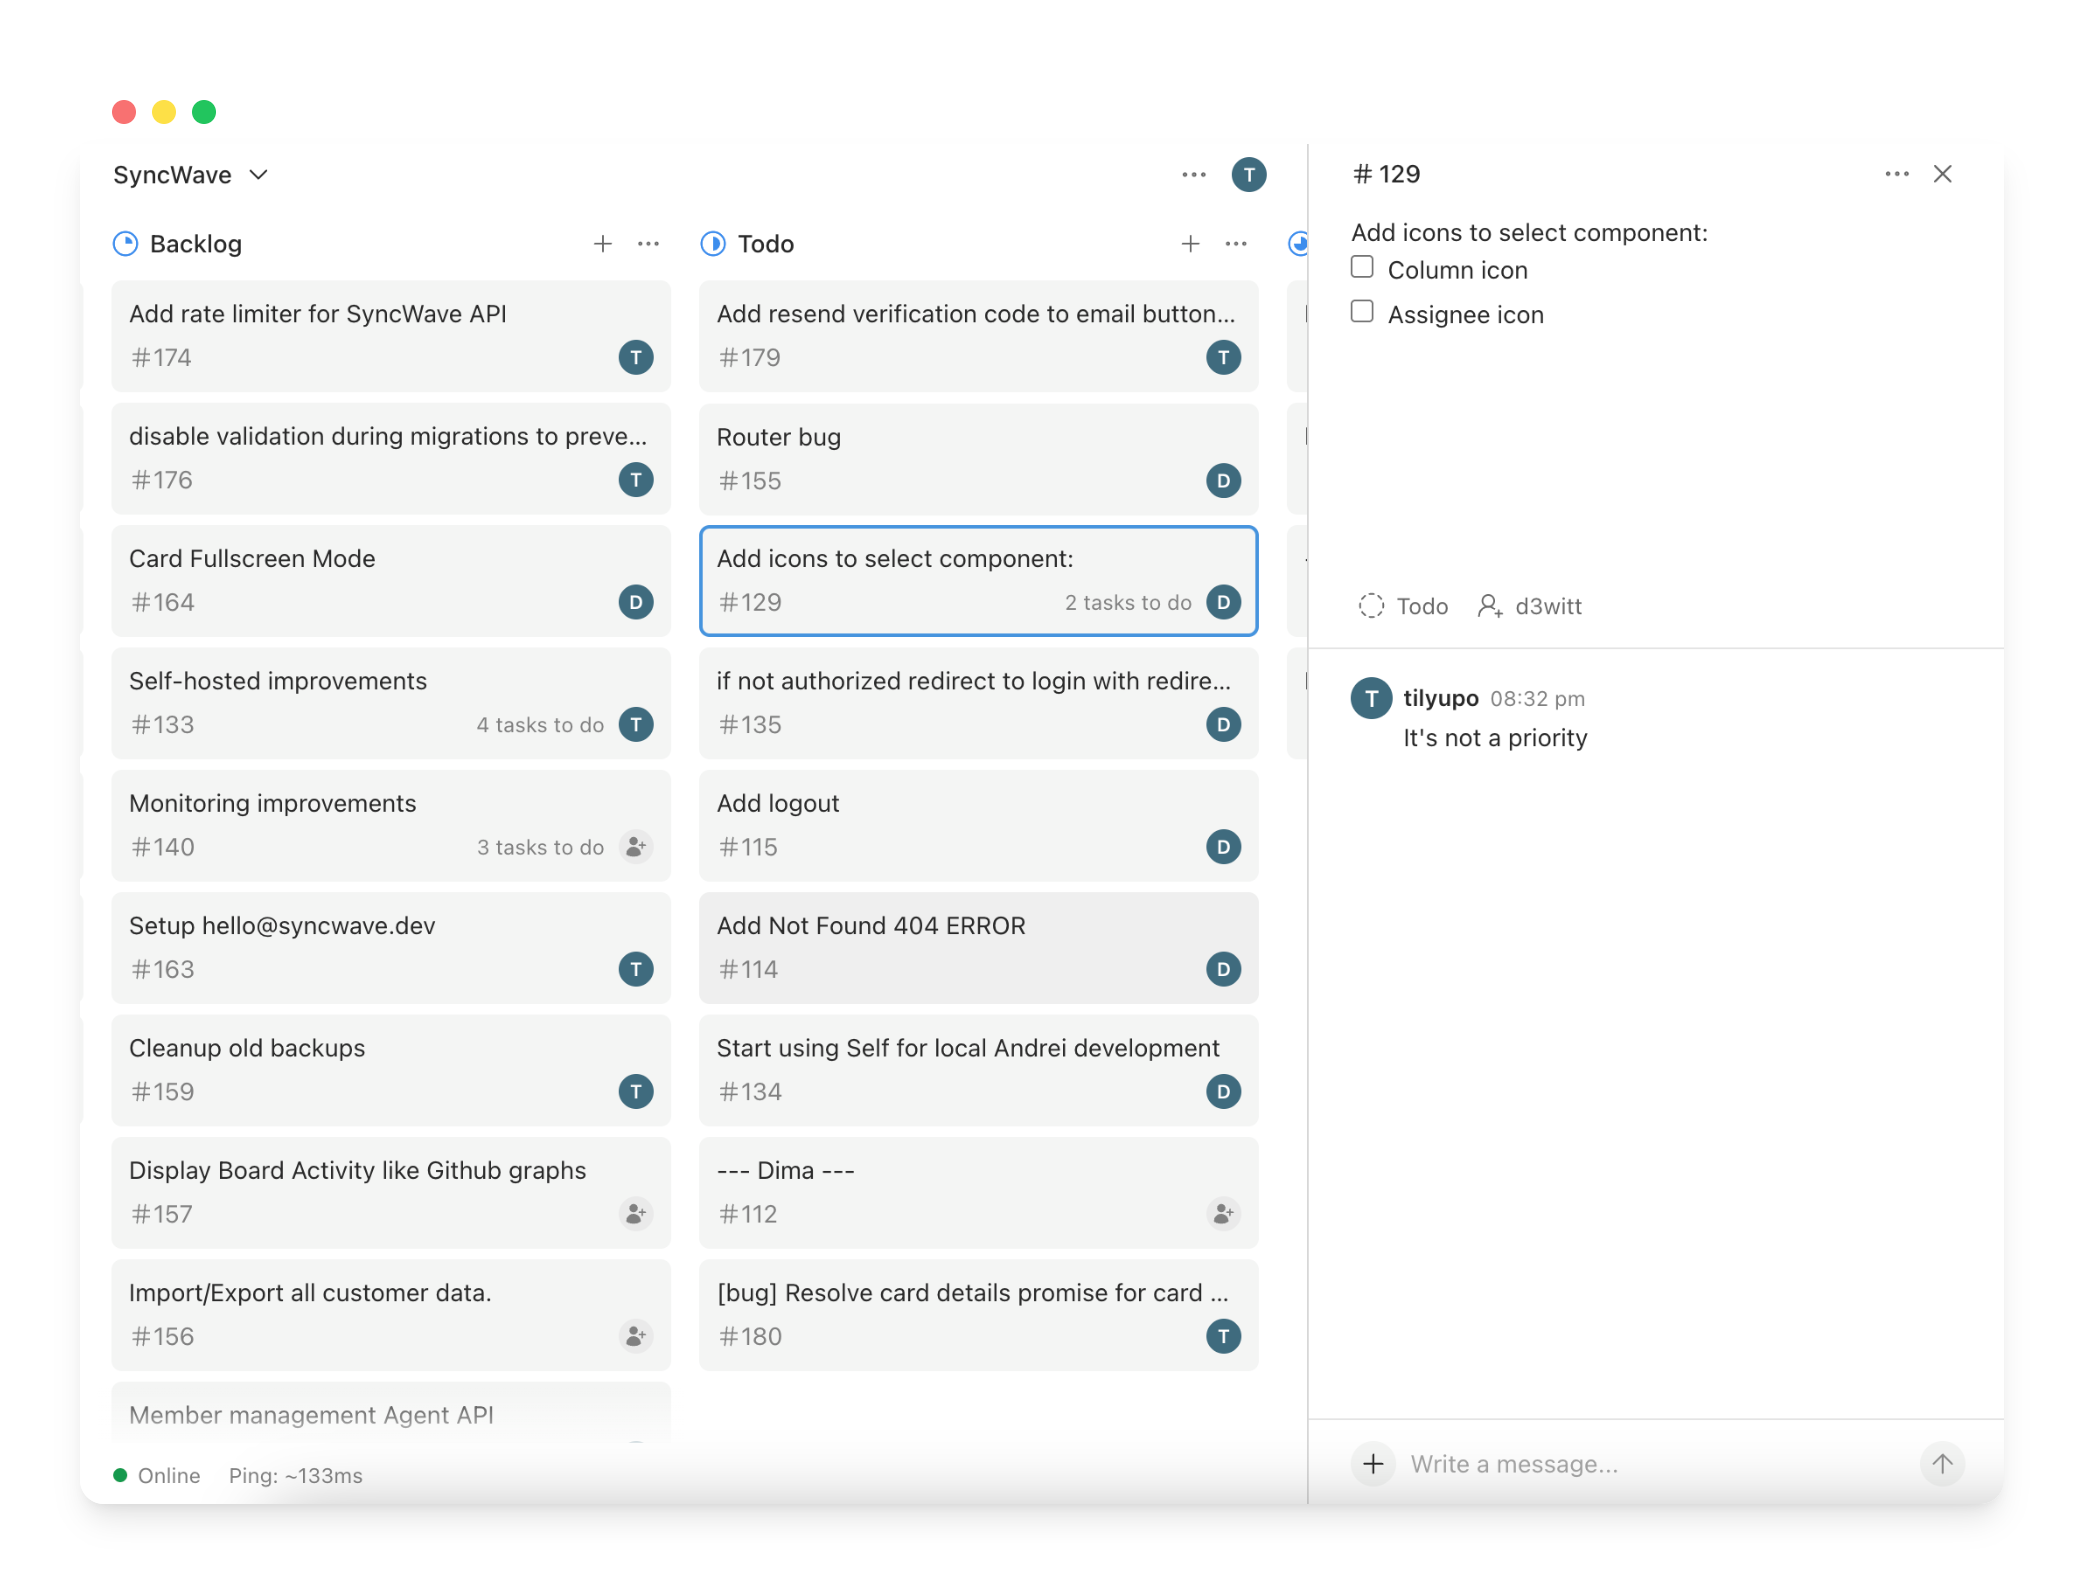 SyncWave
T
Backlog
Add rate limiter for SyncWave API
#174
T
disable validation during migrations to preve...
#176
T
Card Fullscreen Mode
#164
D
Self-hosted improvements
#133
4 tasks to do
T
Monitoring improvements
#140
3 tasks to do
Setup hello@syncwave.dev
#163
T
Cleanup old backups
#159
T
Display Board Activity like Github graphs
#157
Import/Export all customer data.
#156
Member management Agent API
Todo
Add resend verification code to email button...
#179
T
Router bug
#155
D
Add icons to select component:
#129
2 tasks to do
D
if not authorized redirect to login with redire...
#135
D
Add logout
#115
D
Add Not Found 404 ERROR
#114
D
Start using Self for local Andrei development
#134
D
--- Dima ---
#112
[bug] Resolve card details promise for card ...
#180
T
Online
Ping: ~133ms
# 129
Add icons to select component:
Column icon
Assignee icon
Todo
d3witt
T
tilyupo 08:32 pm
It's not a priority
Write a message...